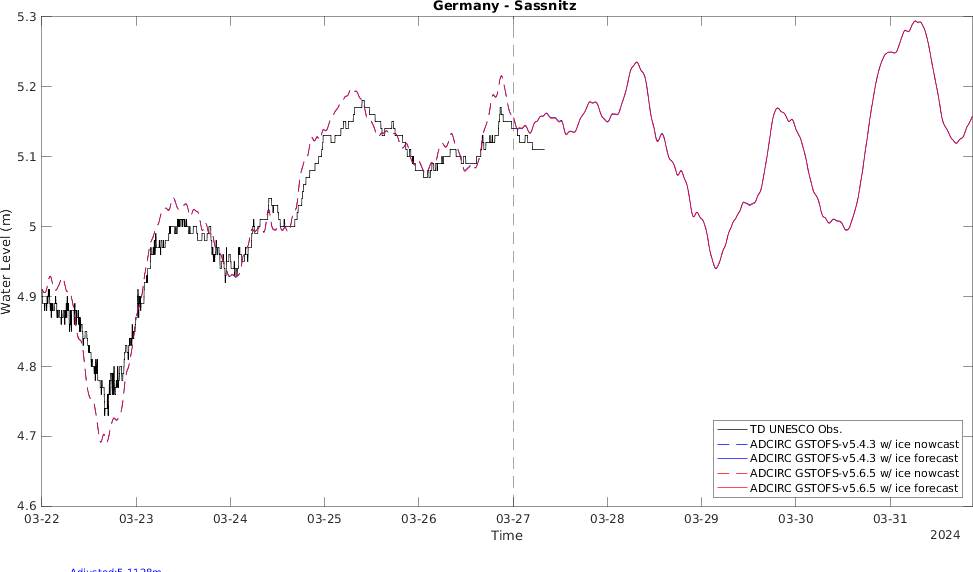 Germany - Sassnitz
5.3
5.2
5.1
5
4.9
4.8
4.7
4.6
Water Level (m)
03-22 03-23 03-24 03-25 03-26 03-27 03-28 03-29 03-30 03-31
Time
2024
TD UNESCO Obs.
ADCIRC GSTOFS-v5.4.3 w/ ice nowcast
ADCIRC GSTOFS-v5.4.3 w/ ice forecast
ADCIRC GSTOFS-v5.6.5 w/ ice nowcast
ADCIRC GSTOFS-v5.6.5 w/ ice forecast
Adjusted:5.1128m